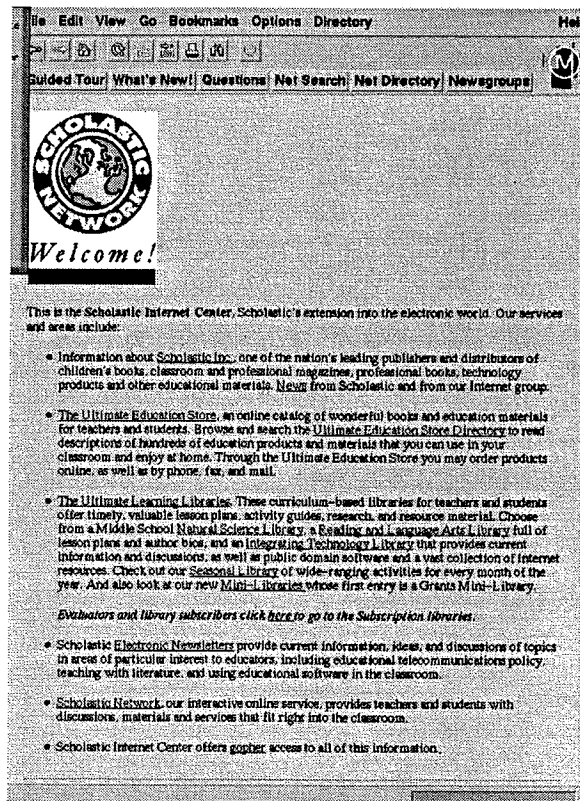 ile Edit View Go Bookmarks Options Directory Hel
Guided Tour What's New! Questions Net Search Net Directory Newsgroups
M
SCHOLASTIC
NETWORK
Welcome!
This is the Scholastic Internet Center, Scholastic's extension into the electronic world. Our services
and areas include:
• Information about Scholastic Inc., one of the nation's leading publishers and distributors of
children's books, classroom and professional magazines, professional books, technology
products and other educational materials. News from Scholastic and from our Internet group.
• The Ultimate Education Store, an online catalog of wonderful books and education materials
for teachers and students. Browse and search the Ultimate Education Store Directory to read
descriptions of hundreds of education products and materials that you can use in your
classroom and enjoy at home. Through the Ultimate Education Store you may order products
online, as well as by phone, fax, and mail.
• The Ultimate Learning Libraries. These curriculum-based libraries for teachers and students
offer timely, valuable lesson plans, activity guides, research, and resource material. Choose
from a Middle School Natural Science Library, a Reading and Language Arts Library full of
lesson plans and author bios, and an Integrating Technology Library that provides current
information and discussions, as well as public domain software and a vast collection of Internet
resources. Check out our Seasonal Library of wide-ranging activities for every month of the
year. And also look at our new Mini-Libraries whose first entry is a Grants Mini-Library.
Evaluators and library subscribers click here to go to the Subscription libraries.
• Scholastic Electronic Newsletters provide current information, ideas, and discussions of topics
in areas of particular interest to educators, including educational telecommunications policy,
teaching with literature, and using educational software in the classroom.
• Scholastic Network, our interactive online service, provides teachers and students with
discussions, materials and services that fit right into the classroom.
• Scholastic Internet Center offers gopher access to all of this information.